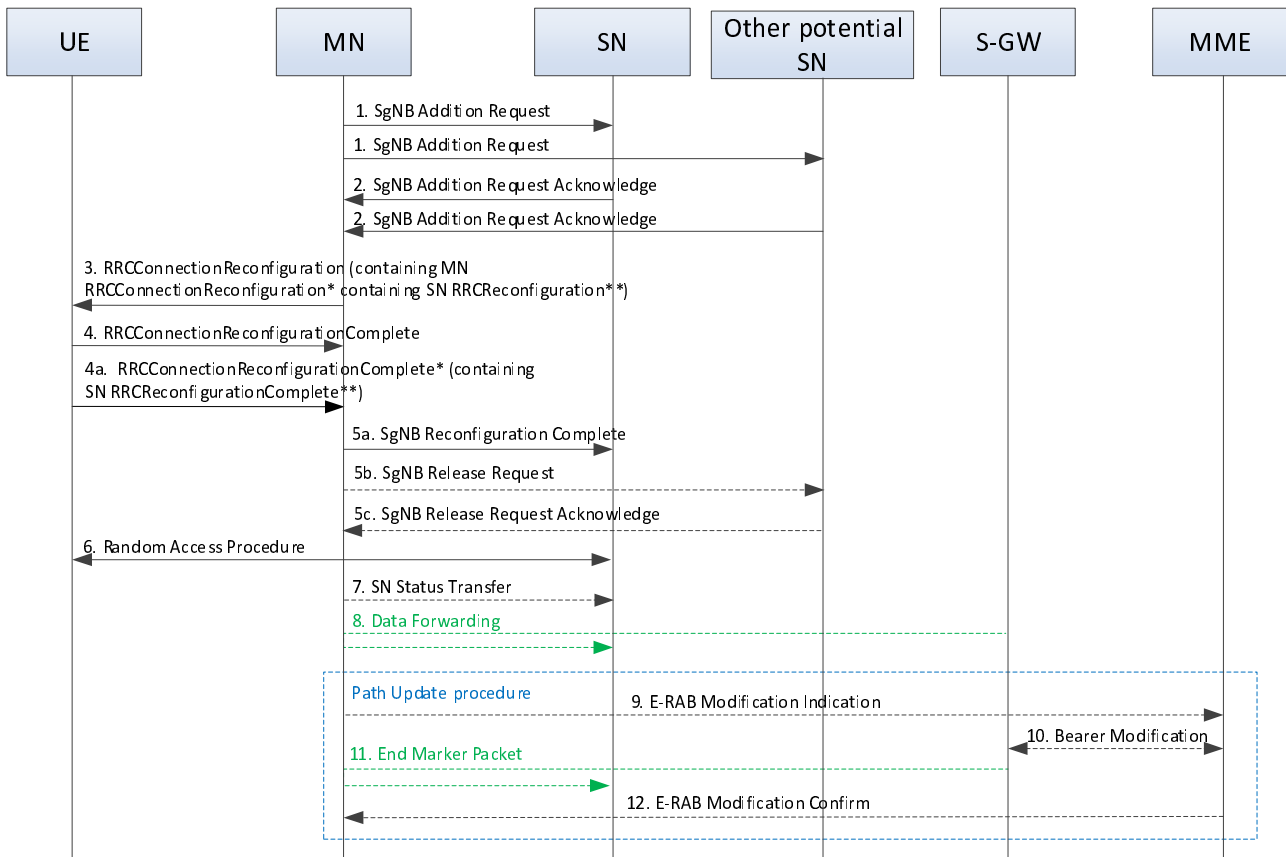 UE
MN
SN
Other potential
SN
S-GW
MME
1. SgNB Addition Request
1. SgNB Addition Request
2. SgNB Addition Request Acknowledge
2. SgNB Addition Request Acknowledge
3. RRCConnectionReconfiguration (containing MN
RRCConnectionReconfiguration* containing SN RRCReconfiguration**)
4. RRCConnectionReconfigurationComplete
4a. RRCConnectionReconfigurationComplete* (containing
SN RRCReconfigurationComplete**)
5a. SgNB Reconfiguration Complete
5b. SgNB Release Request
5c. SgNB Release Request Acknowledge
6. Random Access Procedure
7. SN Status Transfer
8. Data Forwarding
Path Update procedure
9. E-RAB Modification Indication
10. Bearer Modification
11. End Marker Packet
12. E-RAB Modification Confirm